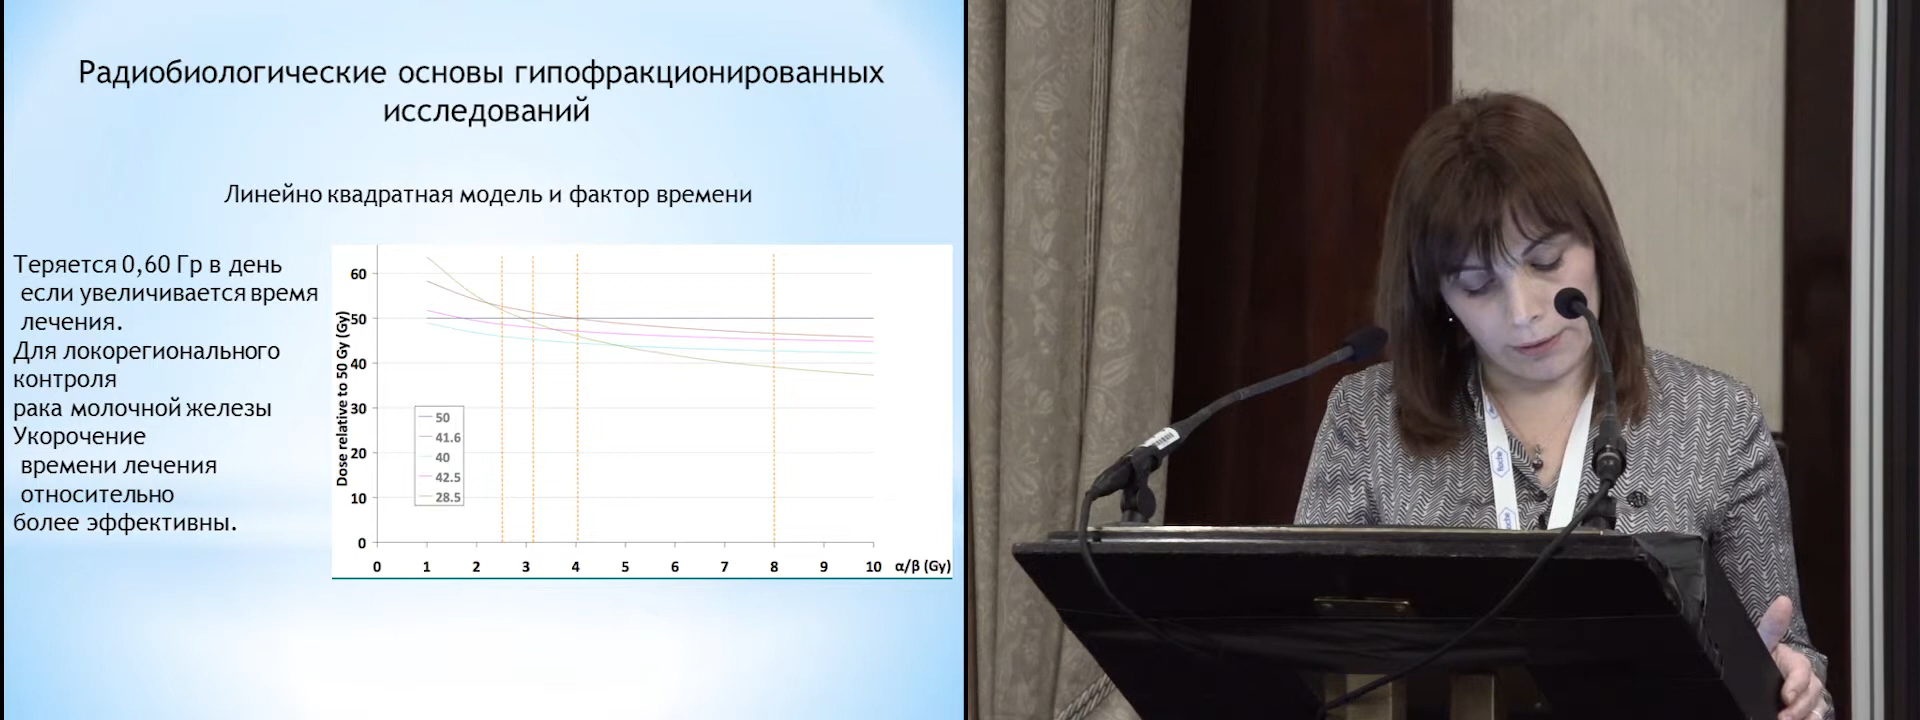 Радиобиологические основы гипофракционированных
исследований
Линейно квадратная модель и фактор времени
Теряется 0,60 Гр в день
если увеличивается время
лечения.
Для локорегионального
контроля
рака молочной железы
Укорочение
времени лечения
относительно
более эффективны.
Dose relative to 50 Gy (Gy)
60
50
40
30
20
10
0
50
41.6
40
42.5
28.5
0 1 2 3 4 5 6 7 8 9 10 α/β (Gy)
Roche
Roche